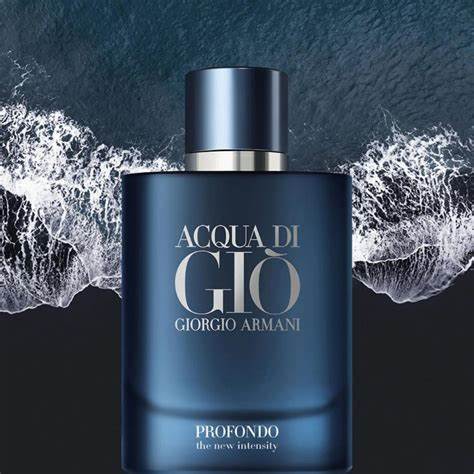 ACQUA DI
GIÒ
GIORGIO ARMANI
PROFONDO
the new intensity